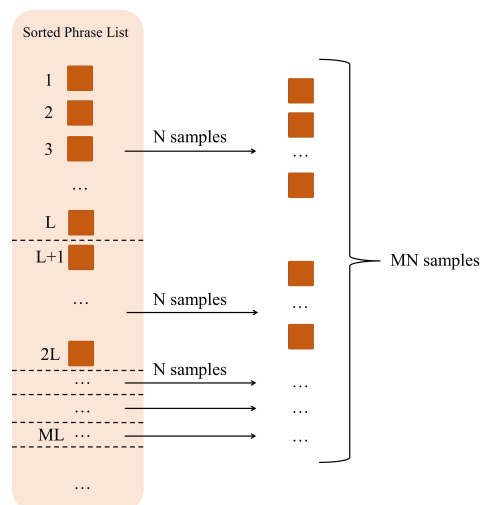 Sorted Phrase List
1
2
3
N samples
...
...
L
L+1
MN samples
...
N samples
...
2L
N samples
...
...
...
...
ML ...
...
...